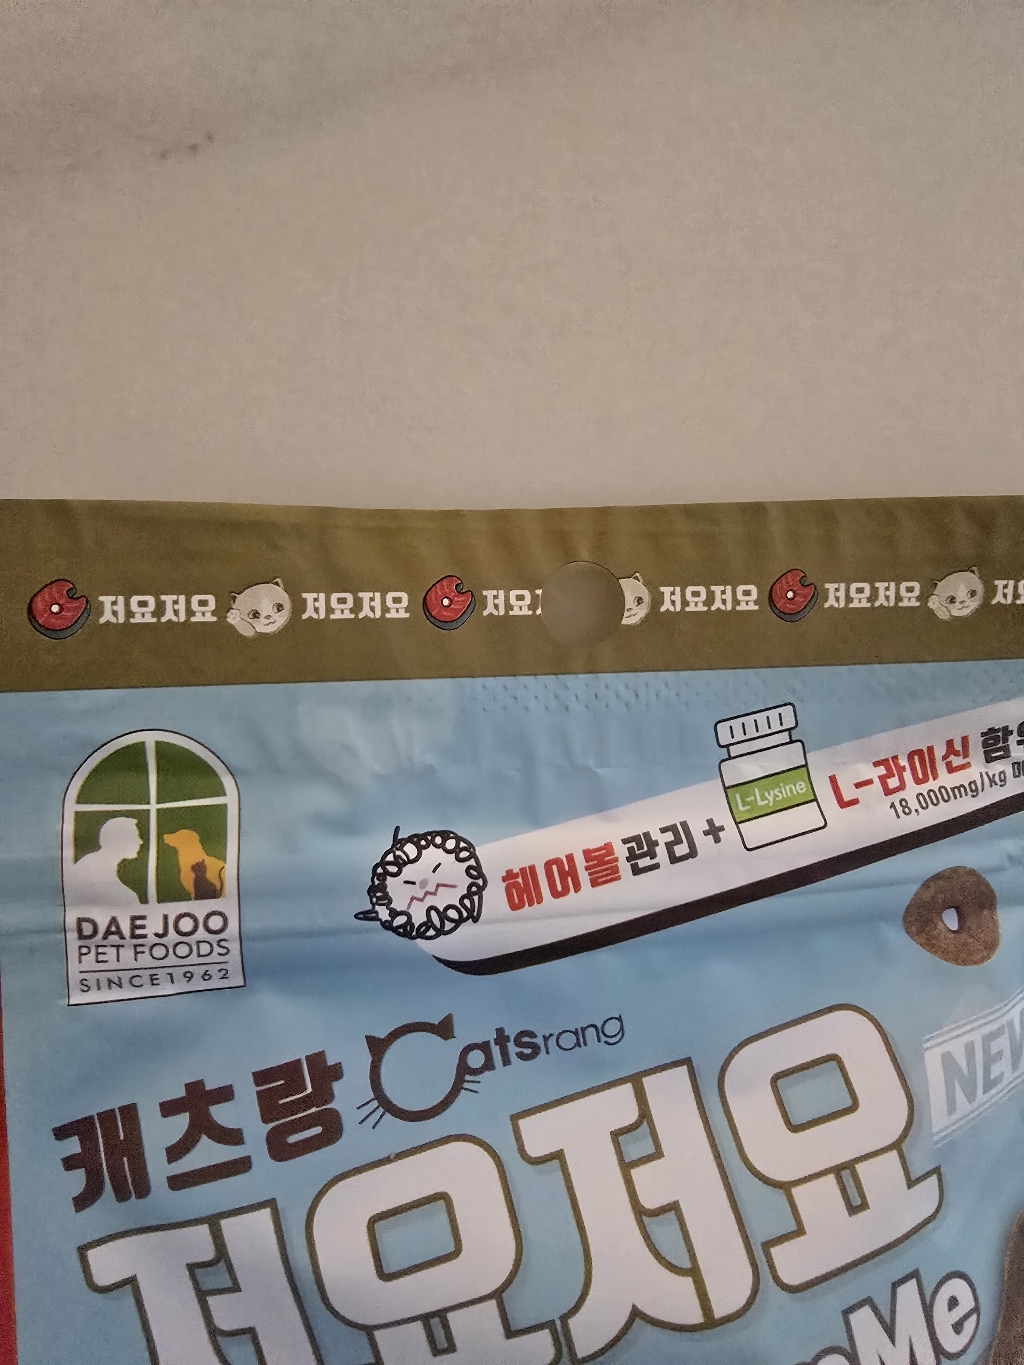 저요저요 저요저요 저요 저요저요 저요저요
L-Lysine
L-라이신
18,000mg/kg
헤어볼관리 +
DAEJOO
PET FOODS
SINCE1962
캐츠랑 Catsrang
저요저요
Me